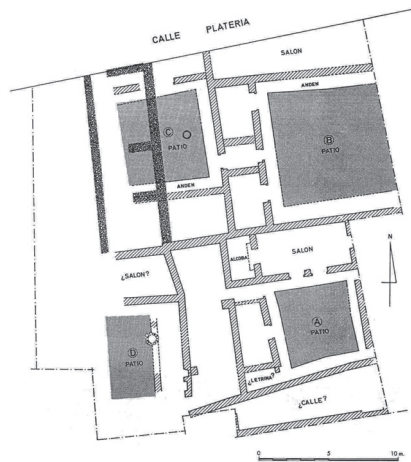 CALLE PLATERIA
SALON
ANDEN
C
PATIO
B
PATIO
ANDEN
ALCOBA
SALON
¿SALON?
N
A
PATIO
D
PATIO
¿LETRINA?
¿CALLE?
0 5 10 m.